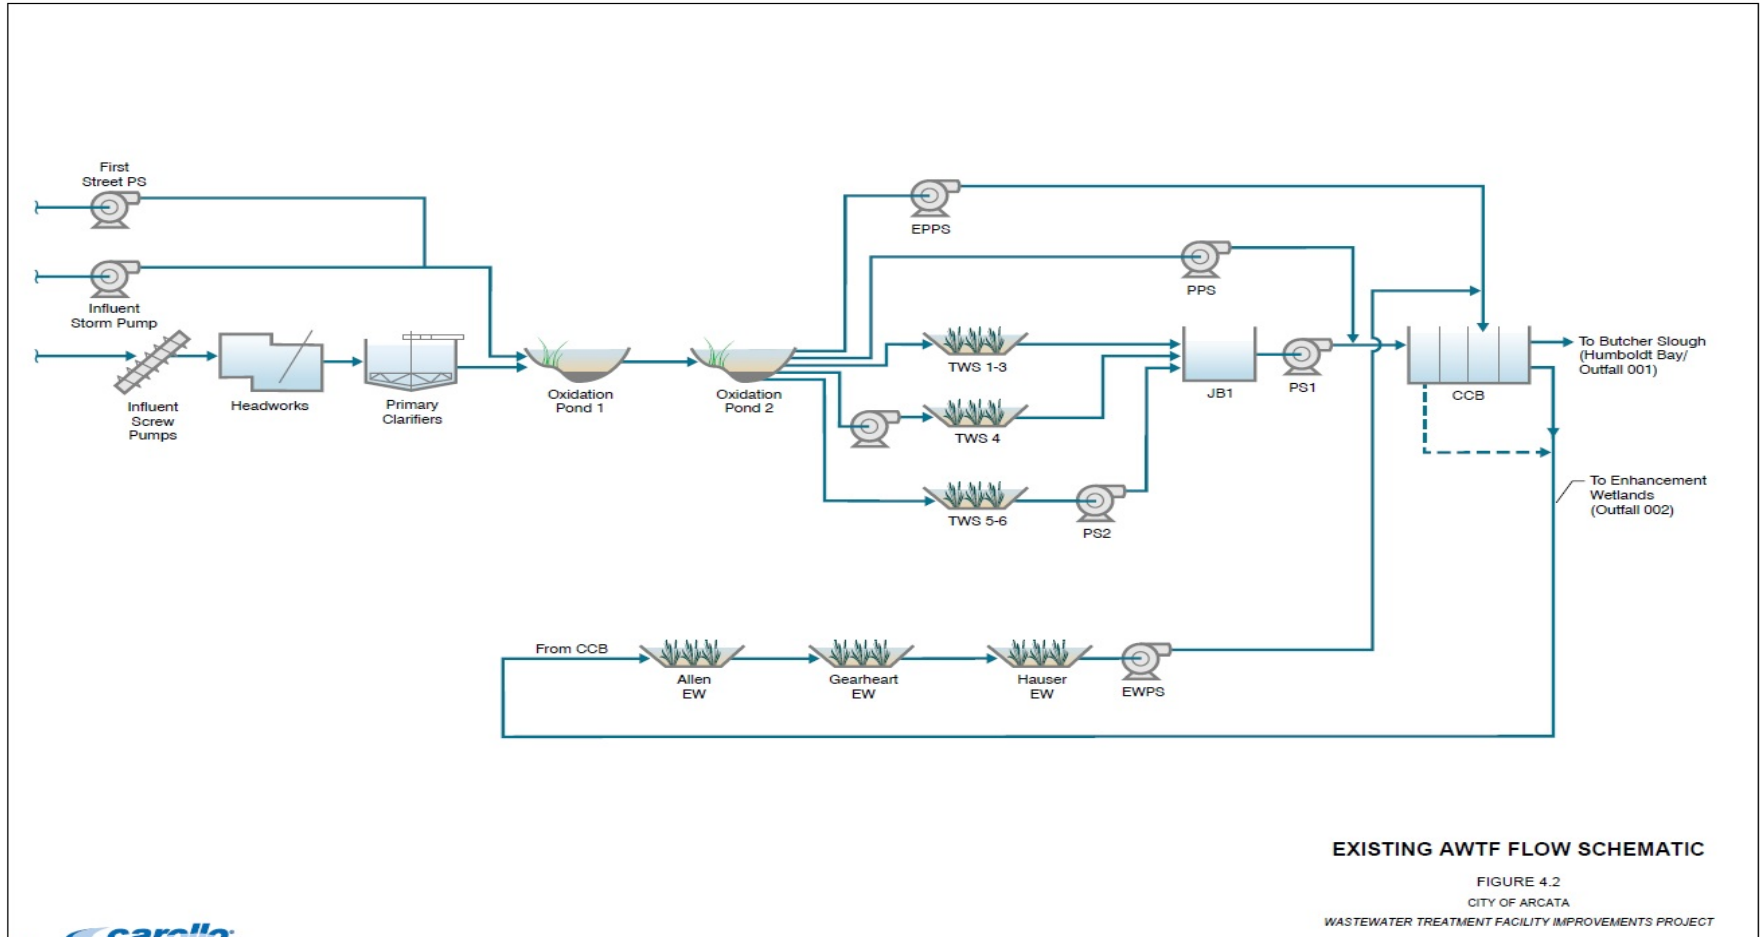 First
Street PS
Influent
Storm Pump
Influent
Screw
Pumps
Headworks
Primary
Clarifiers
Oxidation
Pond 1
Oxidation
Pond 2
EPPS
PPS
TWS 1-3
TWS 4
TWS 5-6
PS2
JB1
PS1
CCB
To Butcher Slough
(Humboldt Bay/
Outfall 001)
To Enhancement
Wetlands
(Outfall 002)
From CCB
Allen
EW
Gearheart
EW
Hauser
EW
EWPS
EXISTING AWTF FLOW SCHEMATIC
FIGURE 4.2
CITY OF ARCATA
WASTEWATER TREATMENT FACILITY IMPROVEMENTS PROJECT
carollo